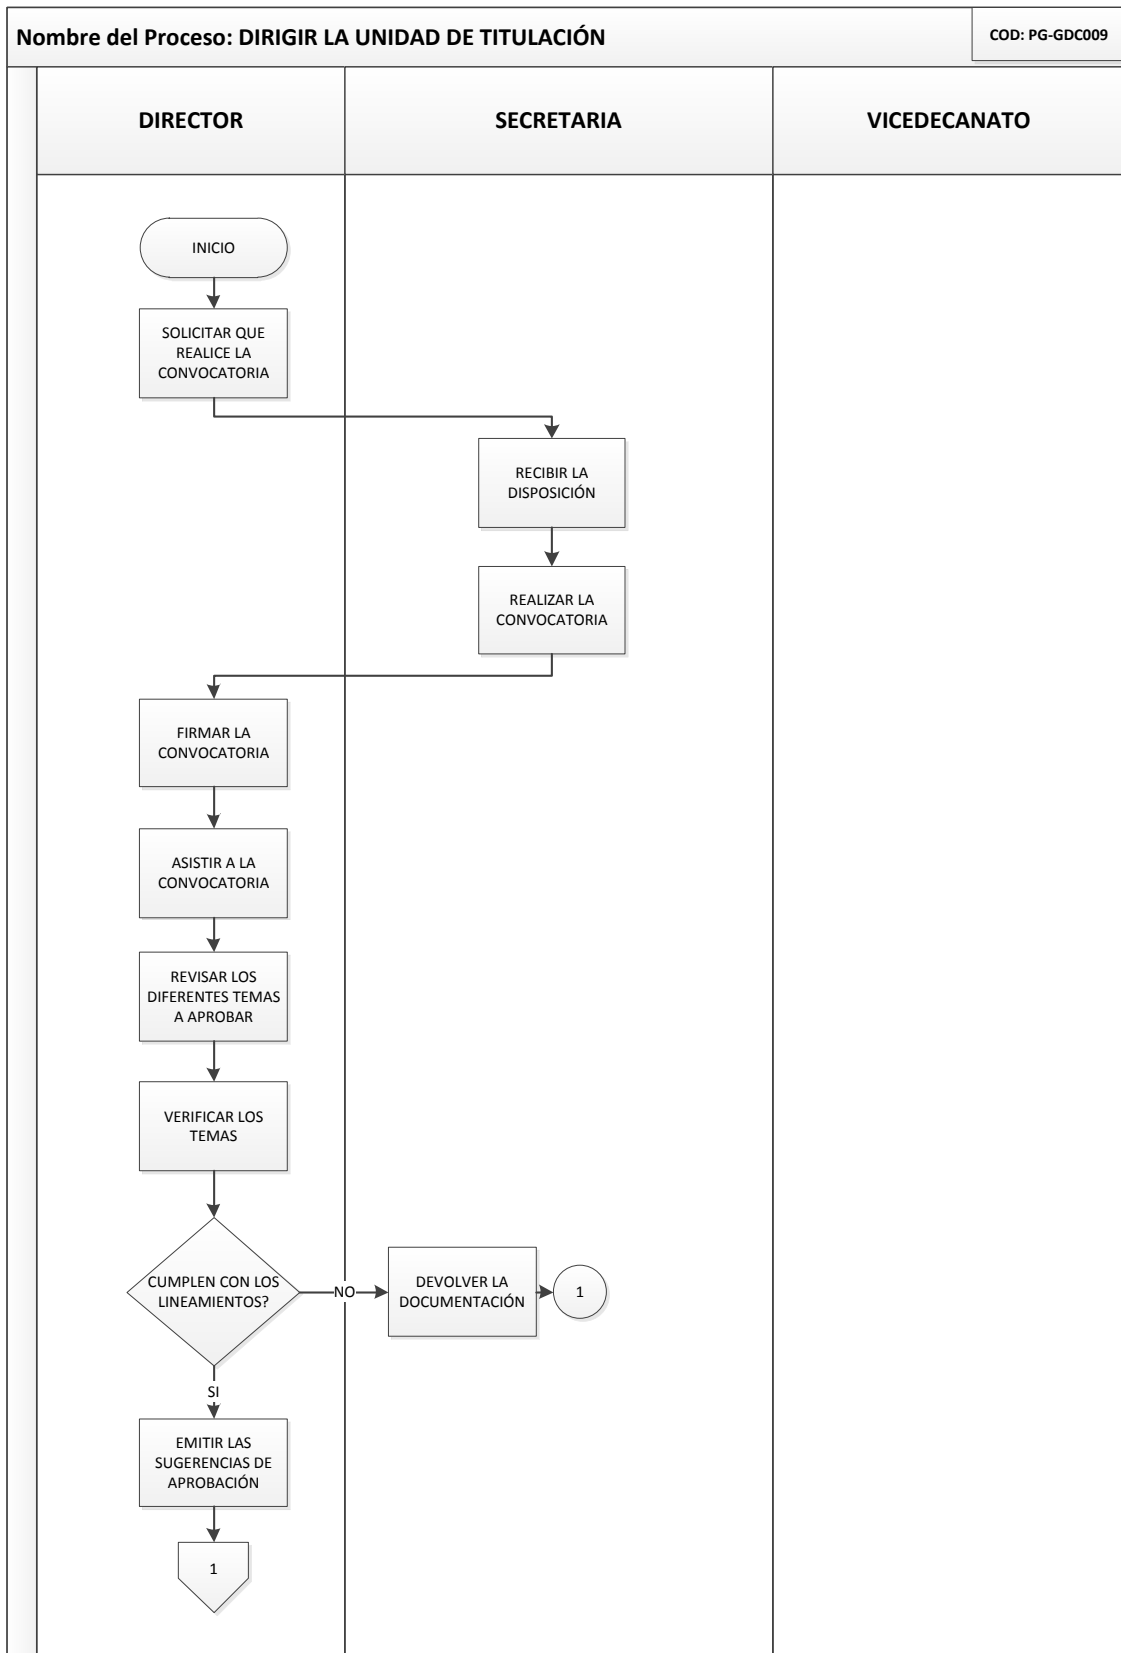 Nombre del Proceso: DIRIGIR LA UNIDAD DE TITULACIÓN
COD: PG-GDC009
DIRECTOR
SECRETARIA
VICEDECANATO
INICIO
SOLICITAR QUE
REALICE LA
CONVOCATORIA
RECIBIR LA
DISPOSICIÓN
REALIZAR LA
CONVOCATORIA
FIRMAR LA
CONVOCATORIA
ASISTIR A LA
CONVOCATORIA
REVISAR LOS
DIFERENTES TEMAS
A APROBAR
VERIFICAR LOS
TEMAS
CUMPLEN CON LOS
LINEAMIENTOS?
NO
DEVOLVER LA
DOCUMENTACIÓN
1
SI
EMITIR LAS
SUGERENCIAS DE
APROBACIÓN
1